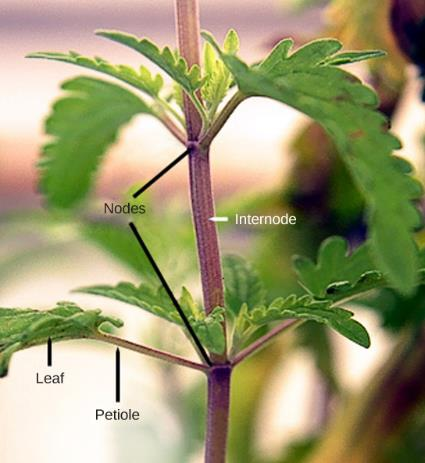 Nodes
Internode
Leaf
Petiole